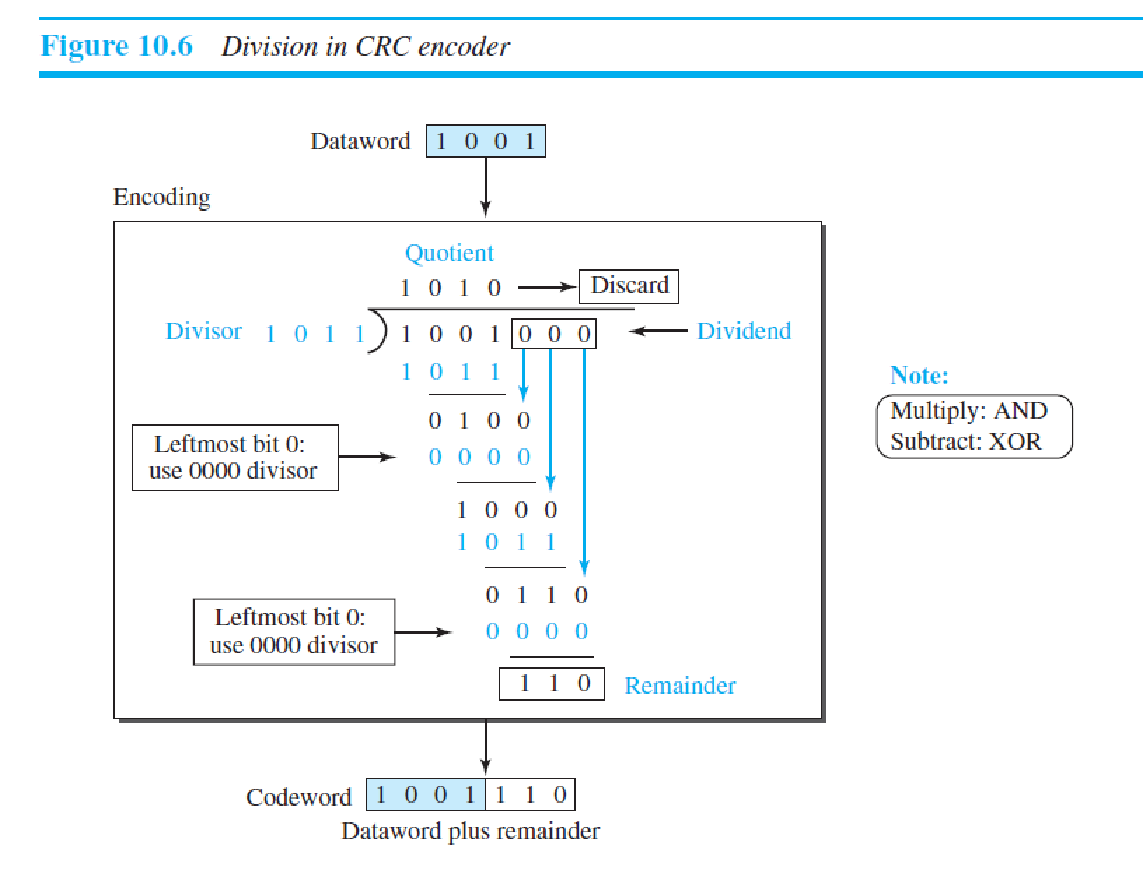 Figure 10.6 Division in CRC encoder
Dataword 1 0 0 1
Encoding
Quotient
1 0 1 0 Discard
Divisor 1 0 1 1 1 0 0 1 0 0 0 Dividend
1 0 1 1
0 1 0 0
Leftmost bit 0:
use 0000 divisor
0 0 0 0
1 0 0 0
1 0 1 1
0 1 1 0
Leftmost bit 0:
use 0000 divisor
0 0 0 0
1 1 0 Remainder
Note:
Multiply: AND
Subtract: XOR
Codeword 1 0 0 1 1 1 0
Dataword plus remainder